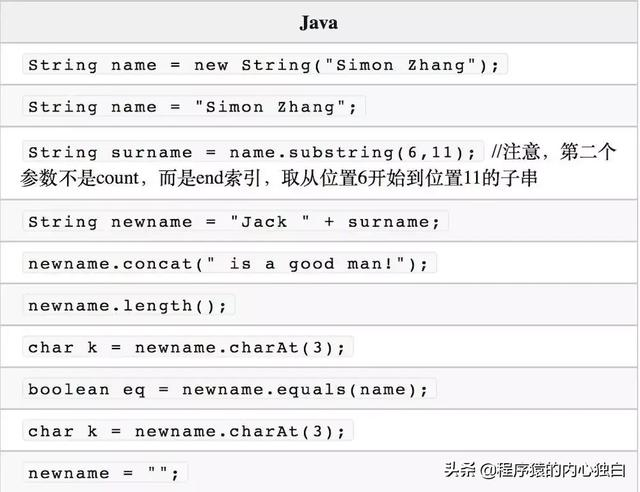 Java
String name = new String("Simon Zhang");
String name = "Simon Zhang";
String surname = name.substring(6,11); //注意，第二个
参数不是count，而是end索引，取从位置6开始到位置11的子串
String newname = "Jack " + surname;
newname.concat(" is a good man!");
newname.length();
char k = newname.charAt(3);
boolean eq = newname.equals(name);
char k = newname.charAt(3);
newname = "";
头条 @程序猿的内心独白